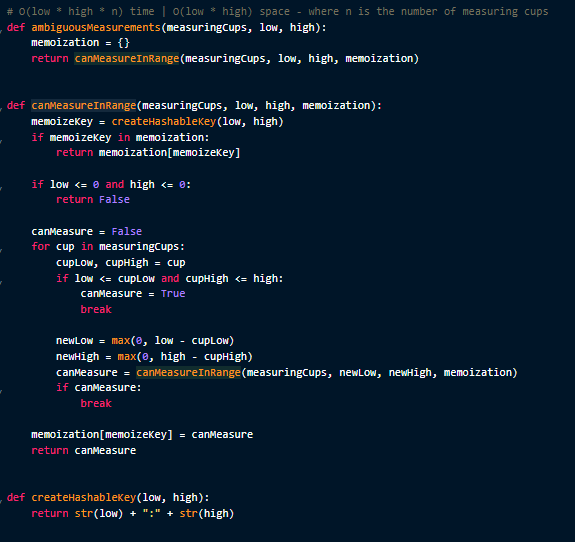 # O(low * high * n) time | O(low * high) space - where n is the number of measuring cups
def ambiguousMeasurements(measuringCups, low, high):
    memoization = {}
    return canMeasureInRange(measuringCups, low, high, memoization)


def canMeasureInRange(measuringCups, low, high, memoization):
    memoizeKey = createHashableKey(low, high)
    if memoizeKey in memoization:
        return memoization[memoizeKey]

    if low <= 0 and high <= 0:
        return False

    canMeasure = False
    for cup in measuringCups:
        cupLow, cupHigh = cup
        if low <= cupLow and cupHigh <= high:
            canMeasure = True
            break

        newLow = max(0, low - cupLow)
        newHigh = max(0, high - cupHigh)
        canMeasure = canMeasureInRange(measuringCups, newLow, newHigh, memoization)
        if canMeasure:
            break

    memoization[memoizeKey] = canMeasure
    return canMeasure


def createHashableKey(low, high):
    return str(low) + ":" + str(high)